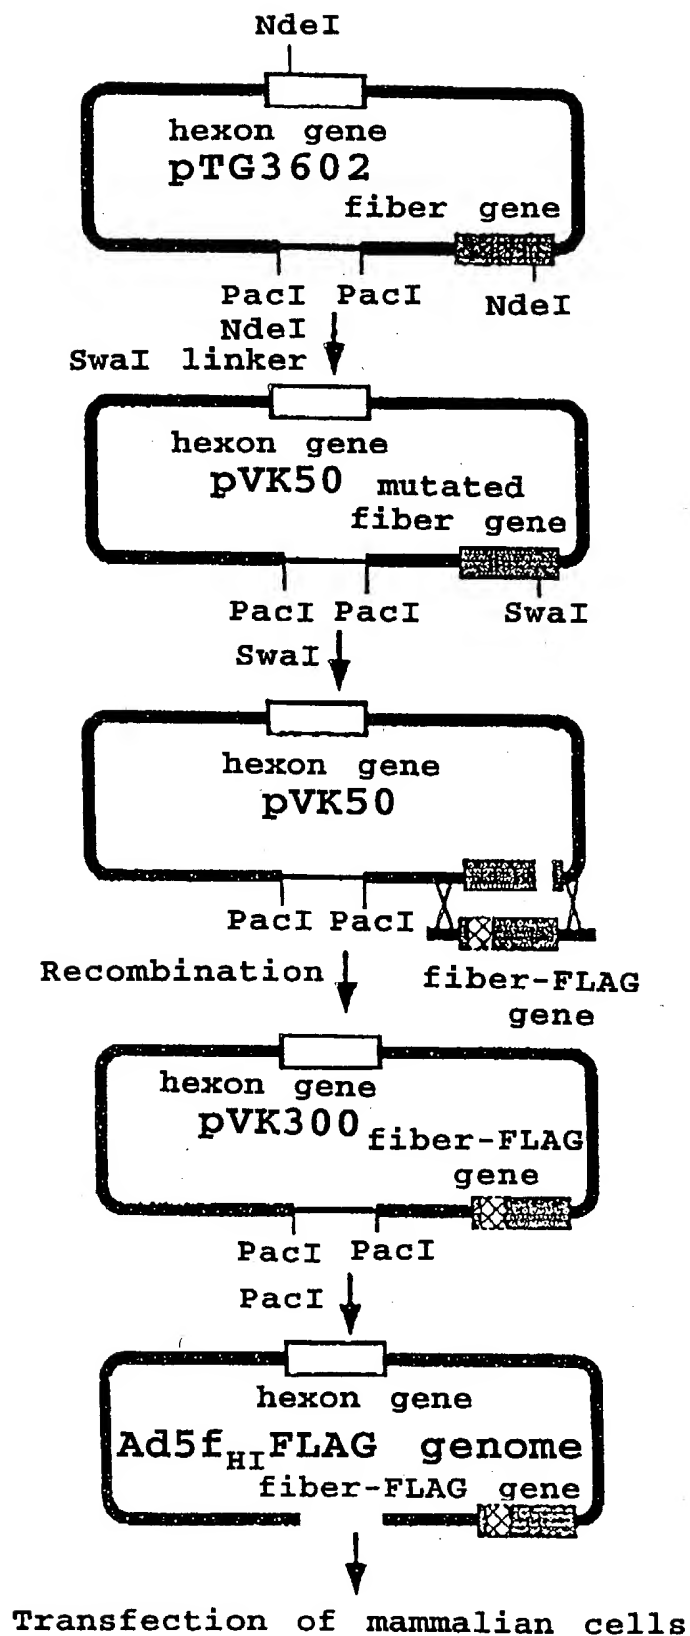 NdeI
hexon gene
pTG3602
fiber gene
PacI PacI
NdeI
NdeI
SwaI linker
hexon gene
pVK50
mutated
fiber gene
PacI PacI
SwaI
SwaI
hexon gene
pVK50
PacI PacI
Recombination
fiber-FLAG
gene
hexon gene
pVK300
fiber-FLAG
gene
PacI PacI
PacI
hexon gene
Ad5fHIFLAG genome
fiber-FLAG gene
Transfection of mammalian cells